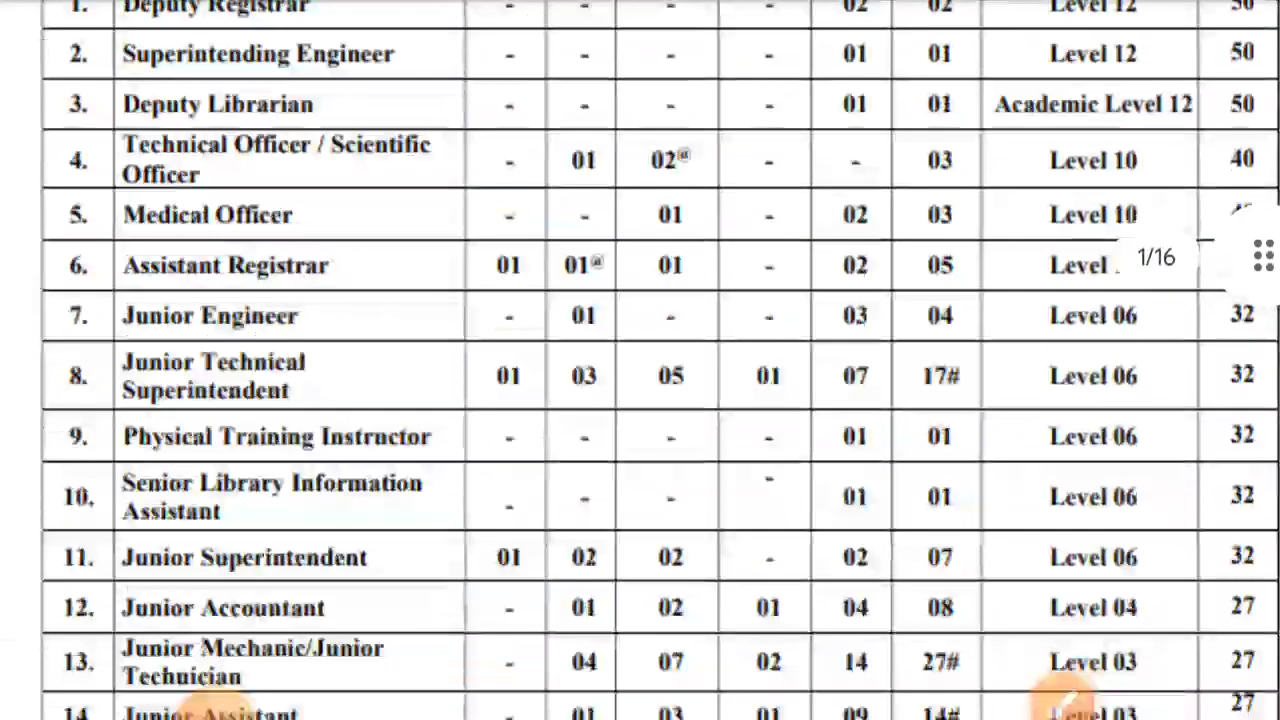 1. Deputy Registrar - - - - 02 02 Level 12 50
2. Superintending Engineer - - - - 01 01 Level 12 50
3. Deputy Librarian - - - - 01 01 Academic Level 12 50
4. Technical Officer / Scientific
Officer - 01 02@ - - 03 Level 10 40
5. Medical Officer - - 01 - 02 03 Level 10
6. Assistant Registrar 01 01@ 01 - 02 05 Level
1/16
7. Junior Engineer - 01 - - 03 04 Level 06 32
8. Junior Technical
Superintendent 01 03 05 01 07 17# Level 06 32
9. Physical Training Instructor - - - - 01 01 Level 06 32
10. Senior Library Information
Assistant - - - - 01 01 Level 06 32
11. Junior Superintendent 01 02 02 - 02 07 Level 06 32
12. Junior Accountant - 01 02 01 04 08 Level 04 27
13. Junior Mechanic/Junior
Technician - 04 07 02 14 27# Level 03 27
14. Junior Assistant - 01 03 01 09 14# Level 03 27